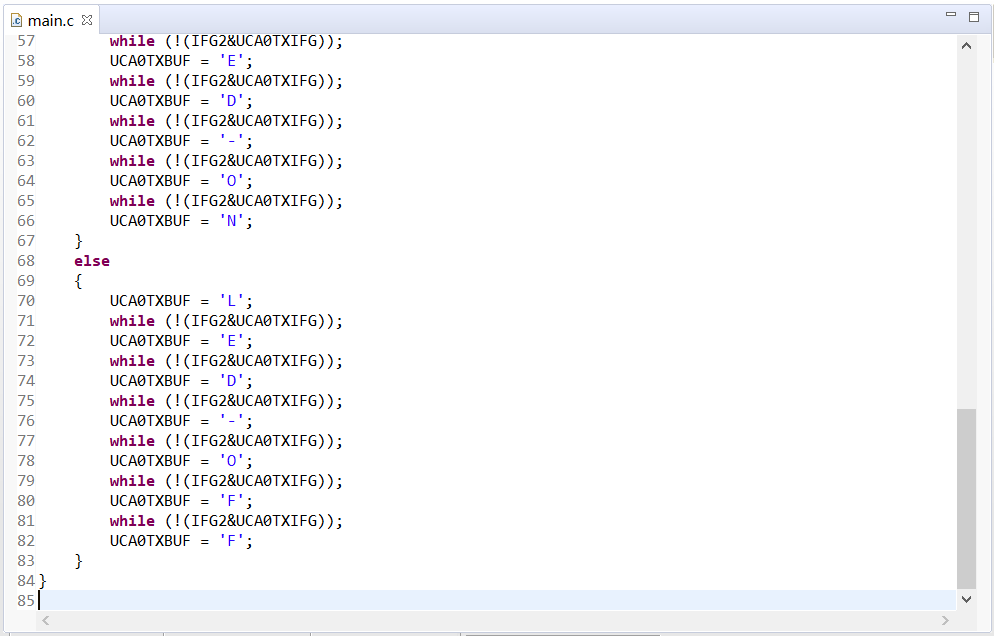 main.c
57 while (!(IFG2&UCA0TXIFG));
58 UCA0TXBUF = 'E';
59 while (!(IFG2&UCA0TXIFG));
60 UCA0TXBUF = 'D';
61 while (!(IFG2&UCA0TXIFG));
62 UCA0TXBUF = '-';
63 while (!(IFG2&UCA0TXIFG));
64 UCA0TXBUF = 'O';
65 while (!(IFG2&UCA0TXIFG));
66 UCA0TXBUF = 'N';
67 }
68 else
69 {
70 UCA0TXBUF = 'L';
71 while (!(IFG2&UCA0TXIFG));
72 UCA0TXBUF = 'E';
73 while (!(IFG2&UCA0TXIFG));
74 UCA0TXBUF = 'D';
75 while (!(IFG2&UCA0TXIFG));
76 UCA0TXBUF = '-';
77 while (!(IFG2&UCA0TXIFG));
78 UCA0TXBUF = 'O';
79 while (!(IFG2&UCA0TXIFG));
80 UCA0TXBUF = 'F';
81 while (!(IFG2&UCA0TXIFG));
82 UCA0TXBUF = 'F';
83 }
84 }
85